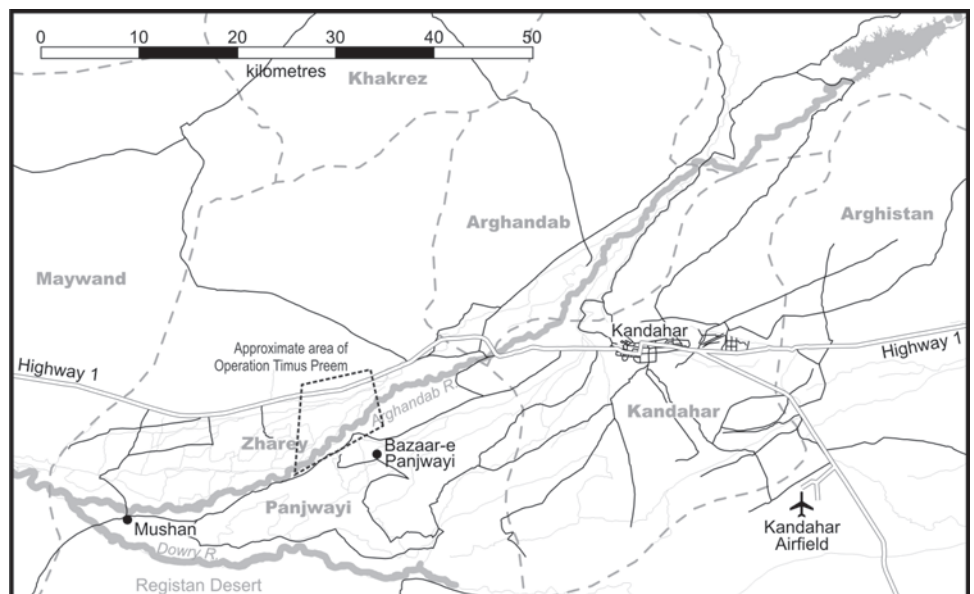 0 10 20 30 40 50
kilometres
Khakrez
Arghandab
Arghistan
Maywand
Kandahar
Approximate area of
Operation Timus Preem
Highway 1
Highway 1
Arghandab R.
Kandahar
Zharey
Bazaar-e
Panjwayi
Panjwayi
Mushan
Kandahar
Airfield
Dowry R.
Registan Desert